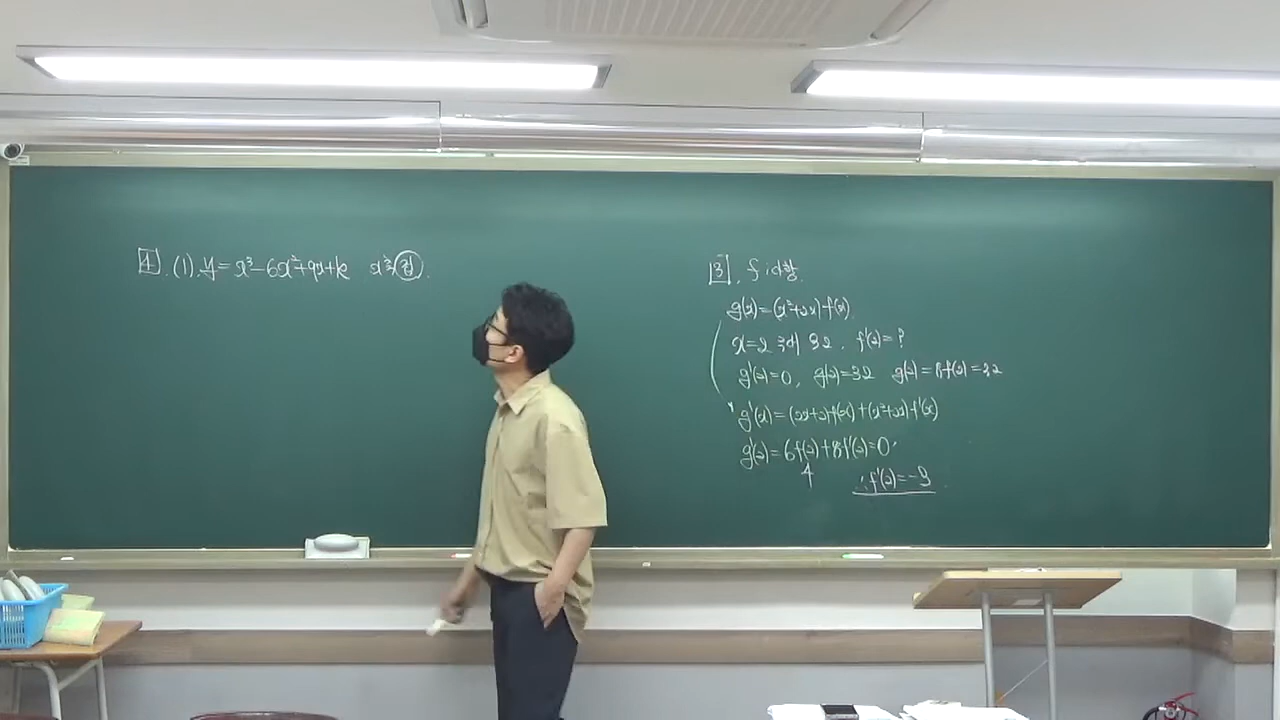 4. (1). y = x³-6x²+9x+k x축 접.
3. f 다항
g(x)=(x²+2x)f(x)
x=2 극대 32. f'(2)=?
g'(2)=0, g(2)=32 g(2)=8f(2)=32
g'(x)=(2x+2)f(x)+(x²+2x)f'(x)
g'(2)=6f(2)+8f'(2)=0
4
∴f'(2)=-3